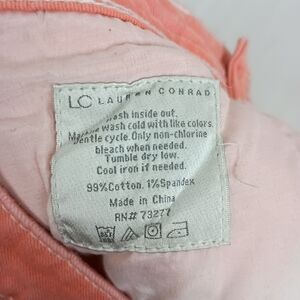 LC LAUREN CONRAD
Wash inside out.
Machine wash cold with like colors.
Gentle cycle. Only non-chlorine
bleach when needed.
Tumble dry low.
Cool iron if needed.
99%Cotton. 1%Spandex
Made in China
RN# 73277